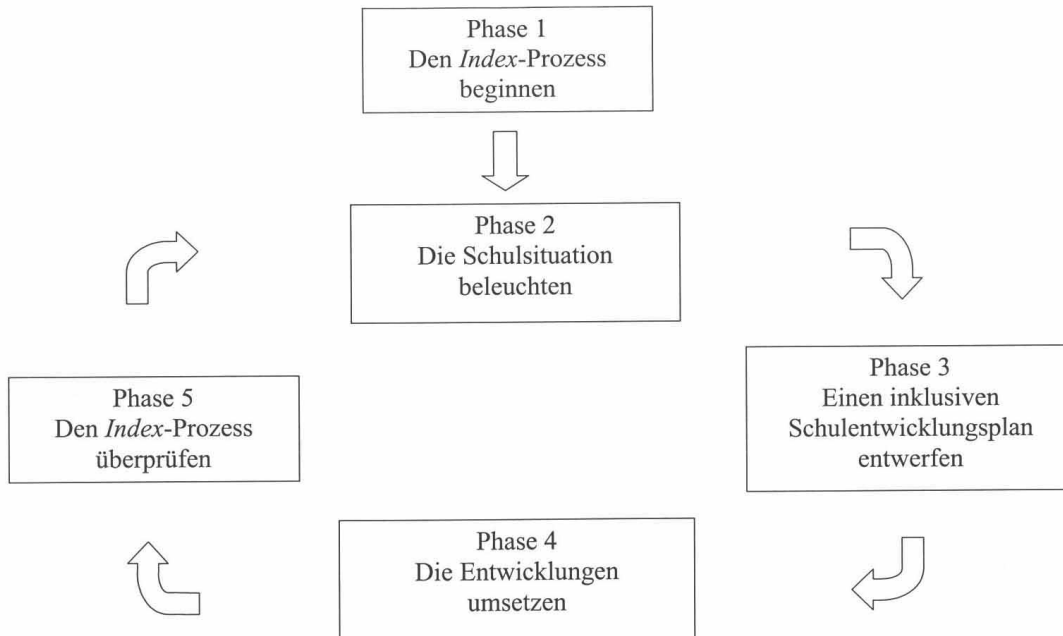 Phase 1
Den Index-Prozess
beginnen
Phase 2
Die Schulsituation
beleuchten
Phase 3
Einen inklusiven
Schulentwicklungsplan
entwerfen
Phase 4
Die Entwicklungen
umsetzen
Phase 5
Den Index-Prozess
überprüfen